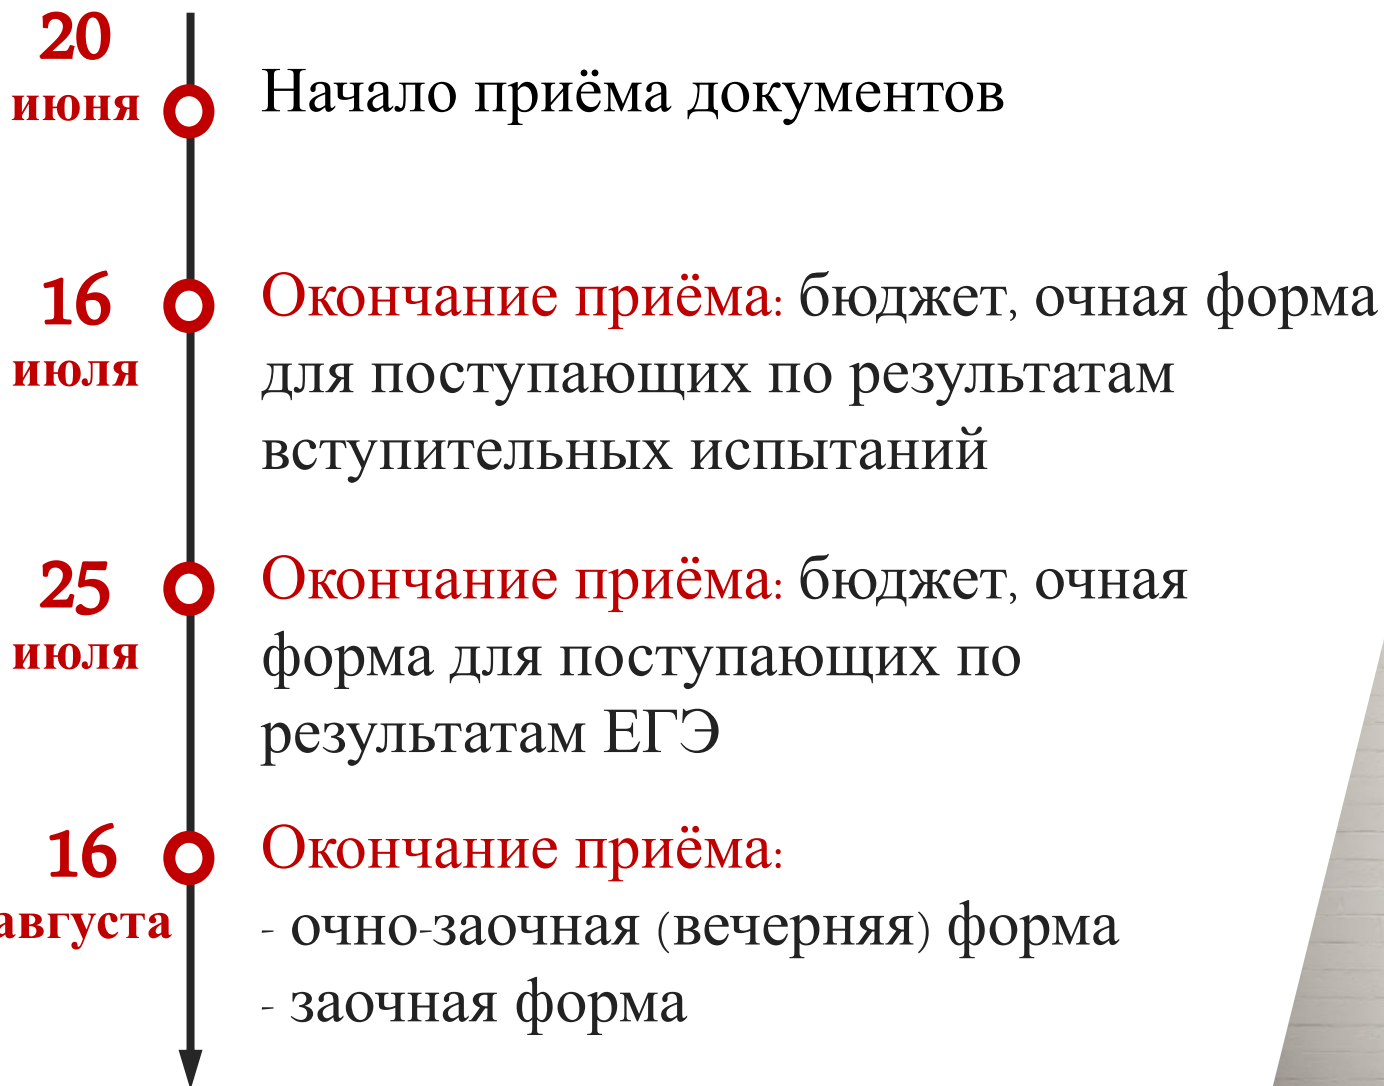 20
июня
Начало приёма документов
16
июля
Окончание приёма: бюджет, очная форма
для поступающих по результатам
вступительных испытаний
25
июля
Окончание приёма: бюджет, очная
форма для поступающих по
результатам ЕГЭ
16
августа
Окончание приёма:
- очно-заочная (вечерняя) форма
- заочная форма